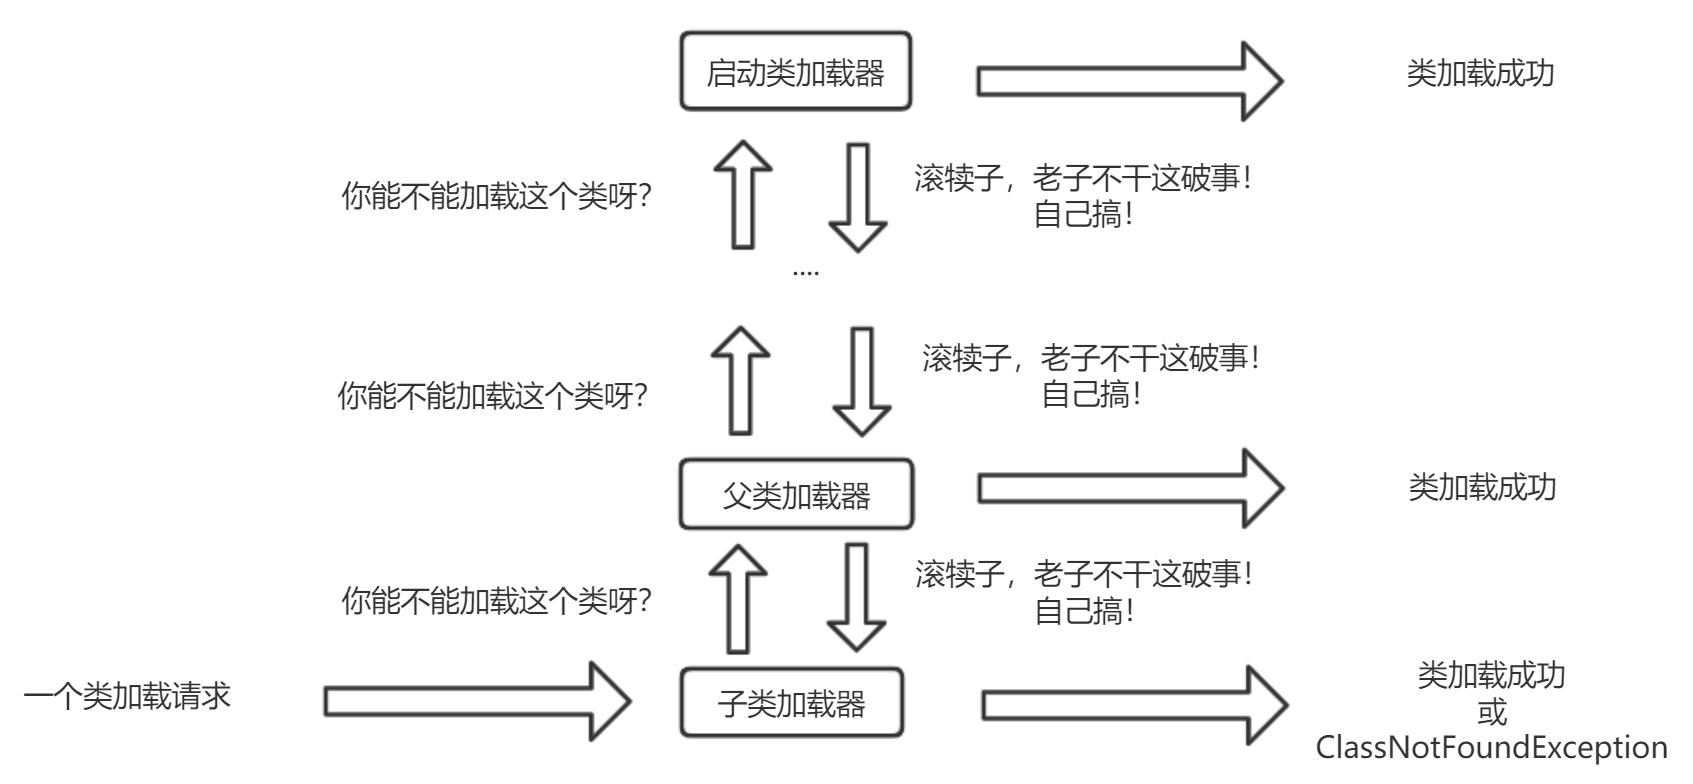 启动类加载器
类加载成功
你能不能加载这个类呀？
滚犊子，老子不干这破事！
自己搞！
....
你能不能加载这个类呀？
滚犊子，老子不干这破事！
自己搞！
父类加载器
类加载成功
你能不能加载这个类呀？
滚犊子，老子不干这破事！
自己搞！
一个类加载请求
子类加载器
类加载成功
或
ClassNotFoundException